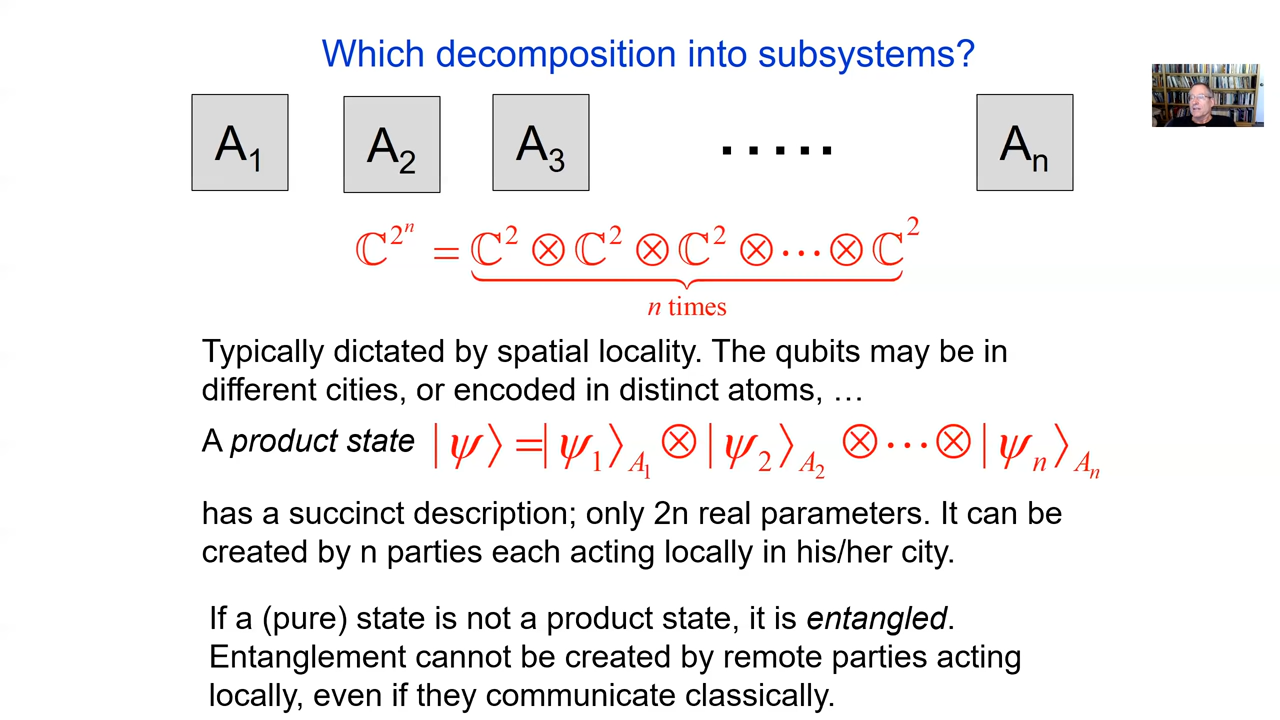 Which decomposition into subsystems?
A₁ A₂ A₃ ..... Aₙ
ℂ^{2^n} = ℂ² ⊗ ℂ² ⊗ ℂ² ⊗ ⋯ ⊗ ℂ²
n times
Typically dictated by spatial locality. The qubits may be in
different cities, or encoded in distinct atoms, …
A product state |ψ⟩ = |ψ₁⟩_{A₁} ⊗ |ψ₂⟩_{A₂} ⊗ ⋯ ⊗ |ψₙ⟩_{Aₙ}
has a succinct description; only 2n real parameters. It can be
created by n parties each acting locally in his/her city.
If a (pure) state is not a product state, it is entangled.
Entanglement cannot be created by remote parties acting
locally, even if they communicate classically.